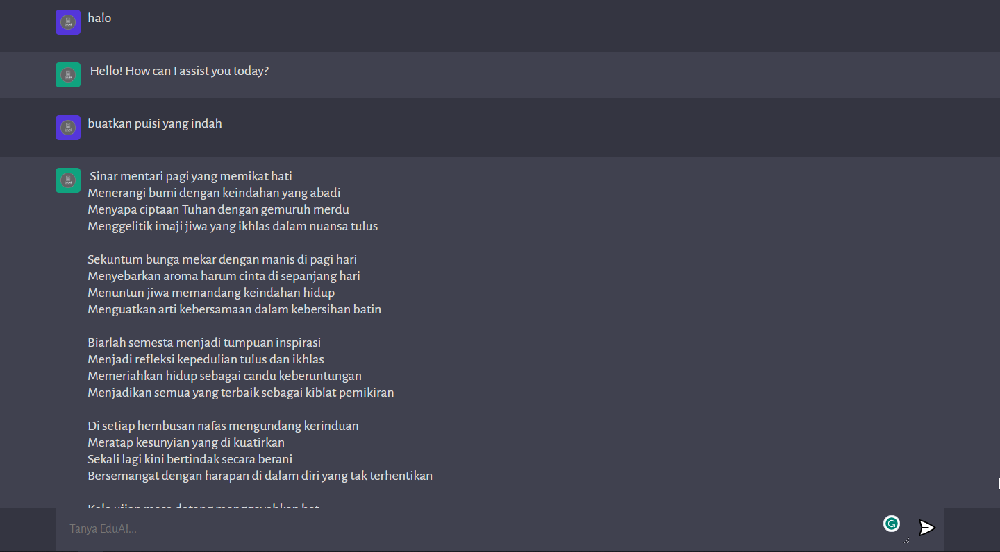 halo
Hello! How can I assist you today?
buatkan puisi yang indah
Sinar mentari pagi yang memikat hati
Menerangi bumi dengan keindahan yang abadi
Menyapa ciptaan Tuhan dengan gemuruh merdu
Menggelitik imaji jiwa yang ikhlas dalam nuansa tulus
Sekuntum bunga mekar dengan manis di pagi hari
Menyebarkan aroma harum cinta di sepanjang hari
Menuntun jiwa memandang keindahan hidup
Menguatkan arti kebersamaan dalam kebersihan batin
Biarlah semesta menjadi tumpuan inspirasi
Menjadi refleksi kepedulian tulus dan ikhlas
Memeriahkan hidup sebagai candu keberuntungan
Menjadikan semua yang terbaik sebagai kiblat pemikiran
Di setiap hembusan nafas mengundang kerinduan
Meratap kesunyian yang di kuatirkan
Sekali lagi kini bertindak secara berani
Bersemangat dengan harapan di dalam diri yang tak terhentikan
Tanya EduAI...